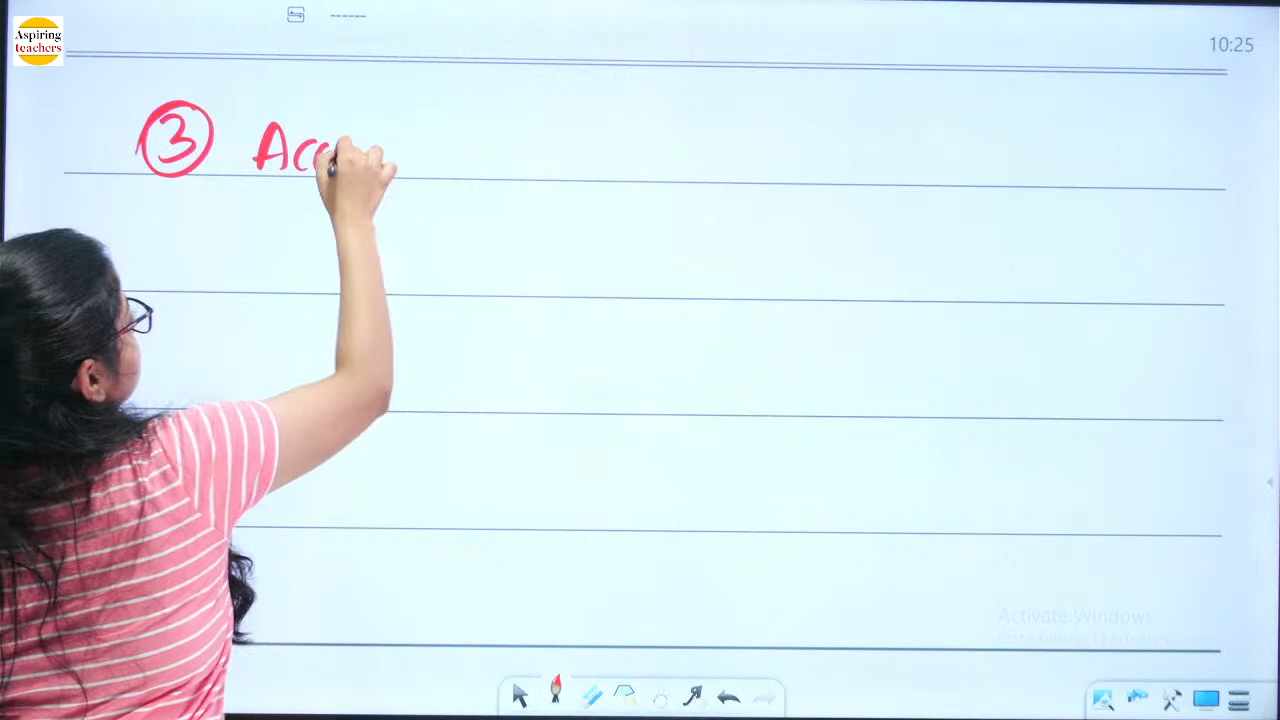 Aspiring
teachers
10:25
③ Acc
Activate Windows